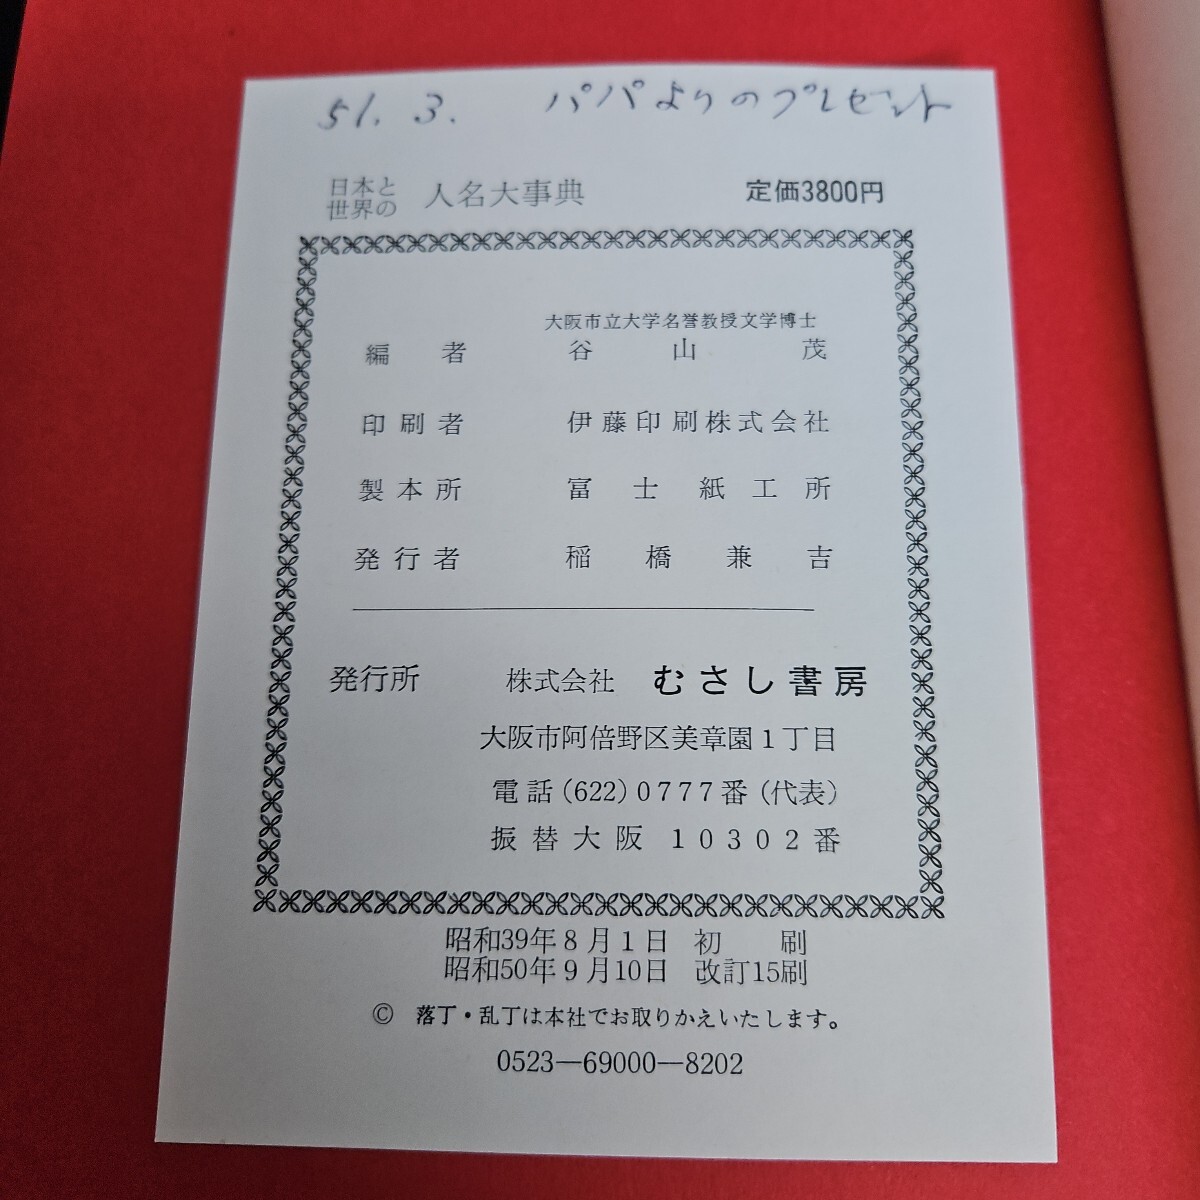 51. 3. パパよりのプレゼント
日本と世界の 人名大事典 定価3800円
大阪市立大学名誉教授文学博士
編者 谷山茂
印刷者 伊藤印刷株式会社
製本所 冨士紙工所
発行者 稲橋兼吉
発行所 株式会社 むさし書房
大阪市阿倍野区美章園1丁目
電話(622)0777番(代表)
振替大阪 10302番
昭和39年8月1日 初刷
昭和50年9月10日 改訂15刷
© 落丁・乱丁は本社でお取りかえいたします。
0523―69000―8202